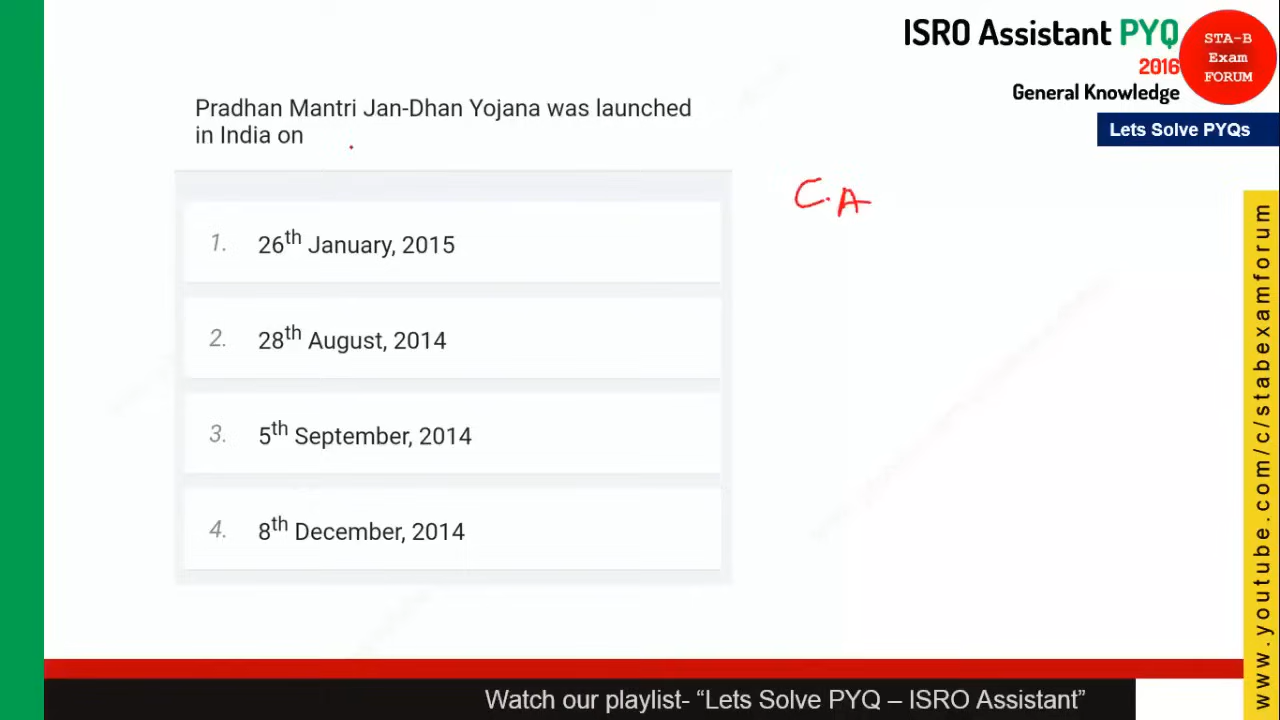 ISRO Assistant PYQ
2016
General Knowledge
STA-B
Exam
FORUM
Lets Solve PYQs
Pradhan Mantri Jan-Dhan Yojana was launched
in India on
C.A
1. 26th January, 2015
2. 28th August, 2014
3. 5th September, 2014
4. 8th December, 2014
www.youtube.com/c/stabexamforum
Watch our playlist- “Lets Solve PYQ – ISRO Assistant”